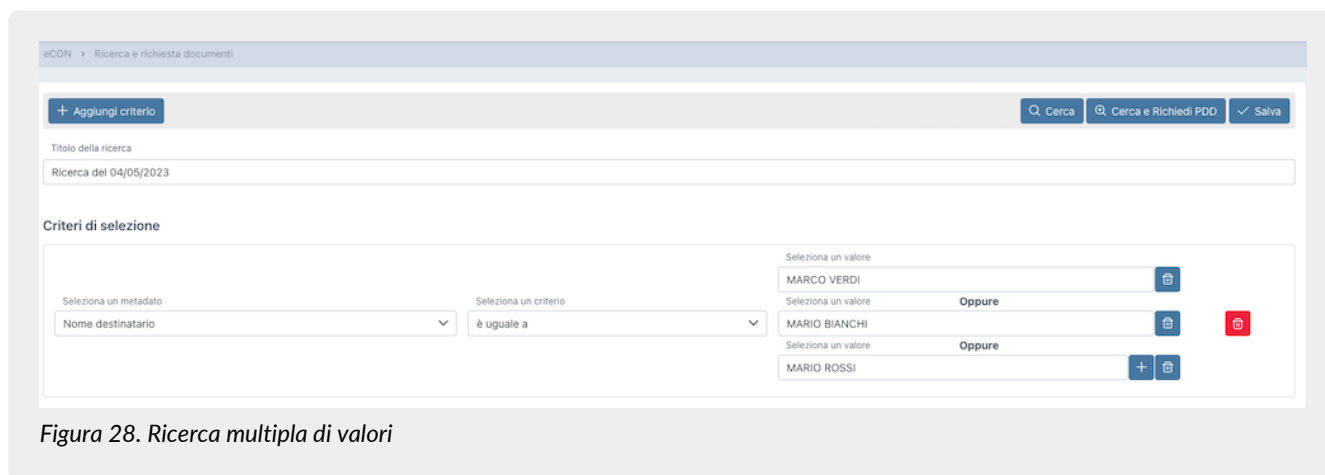 eCON > Ricerca e richiesta documenti
+ Aggiungi criterio
Cerca
Cerca e Richiedi PDD
Salva
Titolo della ricerca
Ricerca del 04/05/2023
Criteri di selezione
Seleziona un valore
MARCO VERDI
Seleziona un metadato
Seleziona un criterio
Seleziona un valore
Oppure
Nome destinatario
è uguale a
MARIO BIANCHI
Seleziona un valore
Oppure
MARIO ROSSI
Figura 28. Ricerca multipla di valori